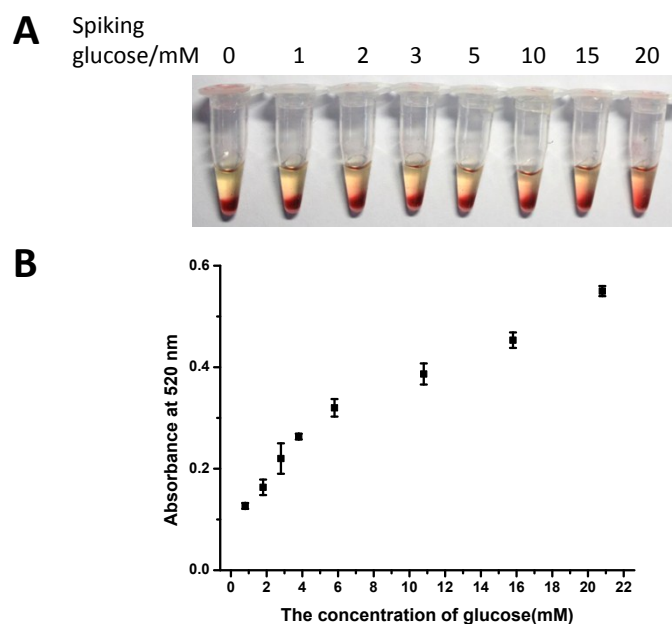 A
Spiking
glucose/mM 0 1 2 3 5 10 15 20
B
0.6
0.4
0.2
0.0
Absorbance at 520 nm
0 2 4 6 8 10 12 14 16 18 20 22
The concentration of glucose(mM)